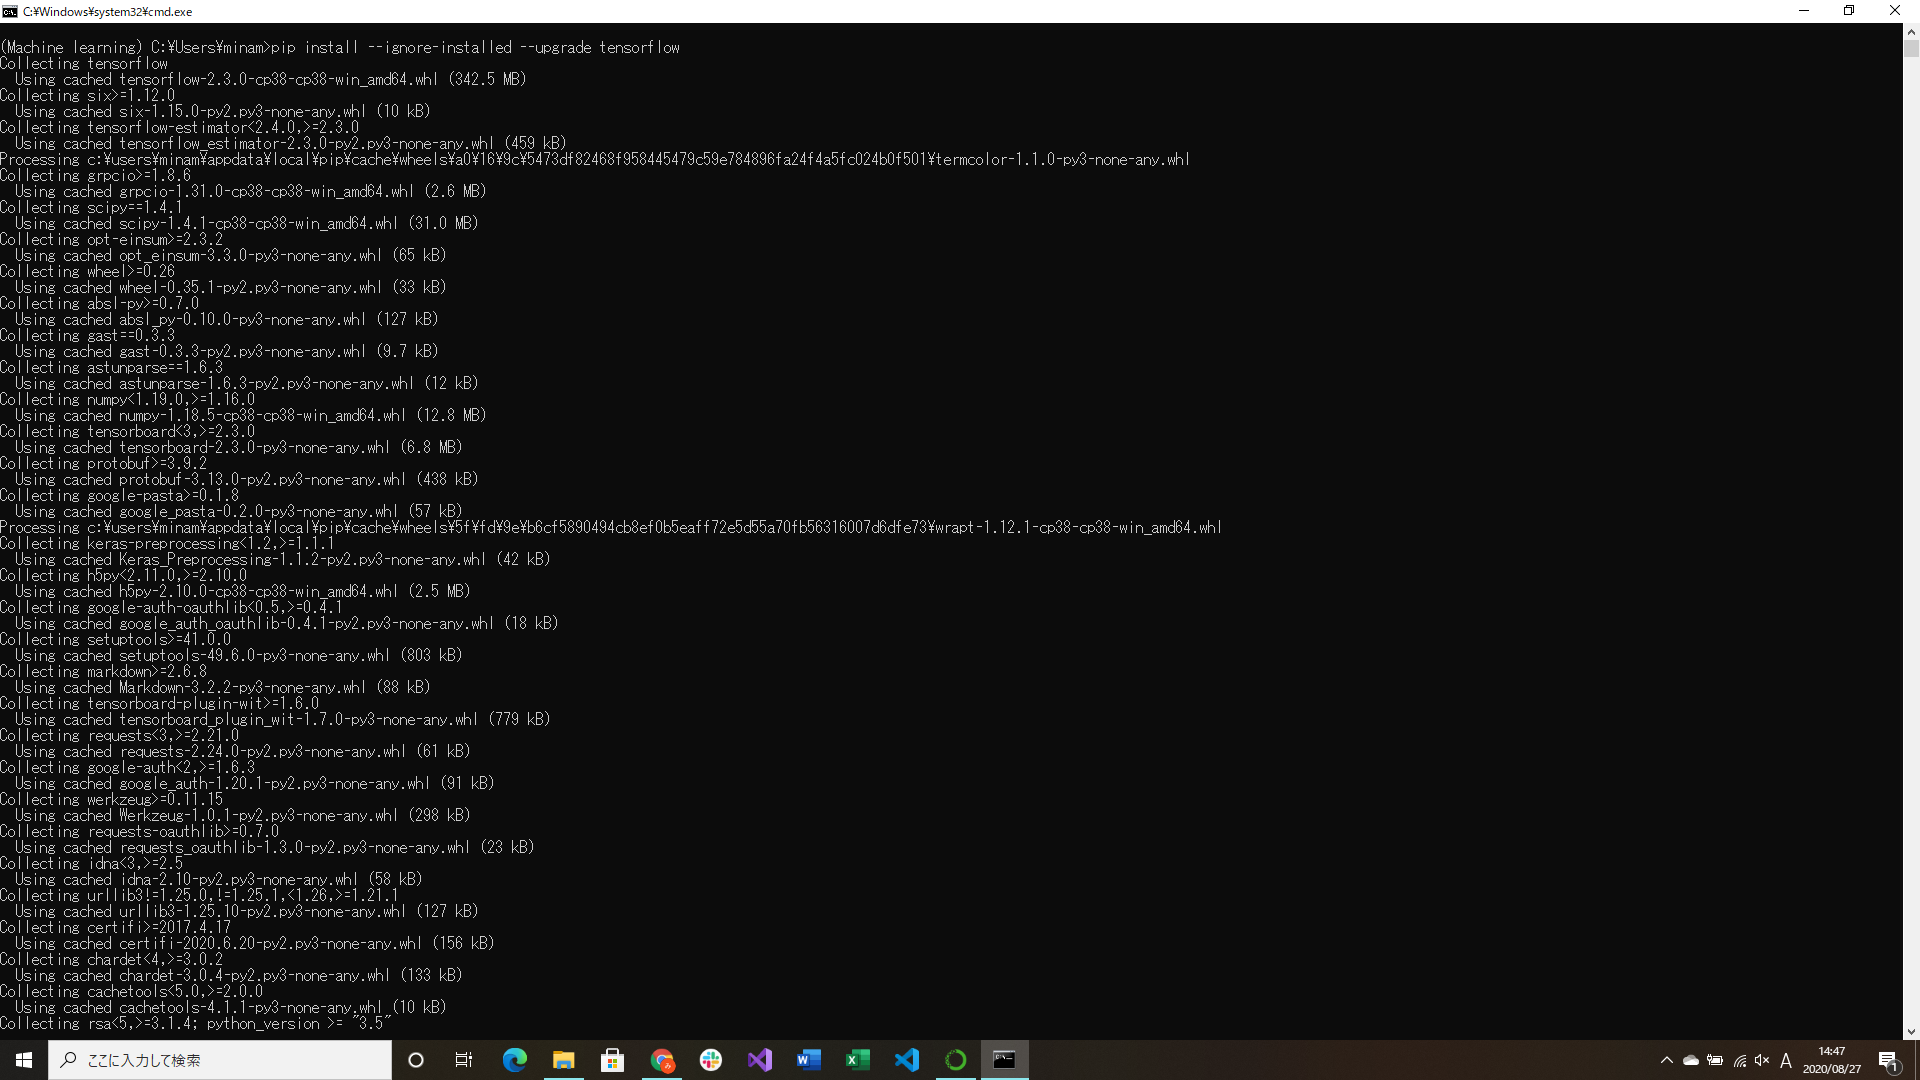 C:¥Windows¥system32¥cmd.exe
(Machine learning) C:¥Users¥minam>pip install --ignore-installed --upgrade tensorflow
Collecting tensorflow
Using cached tensorflow-2.3.0-cp38-cp38-win_amd64.whl (342.5 MB)
Collecting six>=1.12.0
Using cached six-1.15.0-py2.py3-none-any.whl (10 kB)
Collecting tensorflow-estimator<2.4.0,>=2.3.0
Using cached tensorflow_estimator-2.3.0-py2.py3-none-any.whl (459 kB)
Processing c:¥users¥minam¥appdata¥local¥pip¥cache¥wheels¥a0¥16¥9c¥5473df82468f958445479c59e784896fa24f4a5fc024b0f501¥termcolor-1.1.0-py3-none-any.whl
Collecting grpcio>=1.8.6
Using cached grpcio-1.31.0-cp38-cp38-win_amd64.whl (2.6 MB)
Collecting scipy==1.4.1
Using cached scipy-1.4.1-cp38-cp38-win_amd64.whl (31.0 MB)
Collecting opt-einsum>=2.3.2
Using cached opt_einsum-3.3.0-py3-none-any.whl (65 kB)
Collecting wheel>=0.26
Using cached wheel-0.35.1-py2.py3-none-any.whl (33 kB)
Collecting absl-py>=0.7.0
Using cached absl_py-0.10.0-py3-none-any.whl (127 kB)
Collecting gast==0.3.3
Using cached gast-0.3.3-py2.py3-none-any.whl (9.7 kB)
Collecting astunparse==1.6.3
Using cached astunparse-1.6.3-py2.py3-none-any.whl (12 kB)
Collecting numpy<1.19.0,>=1.16.0
Using cached numpy-1.18.5-cp38-cp38-win_amd64.whl (12.8 MB)
Collecting tensorboard<3,>=2.3.0
Using cached tensorboard-2.3.0-py3-none-any.whl (6.8 MB)
Collecting protobuf>=3.9.2
Using cached protobuf-3.13.0-py2.py3-none-any.whl (438 kB)
Collecting google-pasta>=0.1.8
Using cached google_pasta-0.2.0-py3-none-any.whl (57 kB)
Processing c:¥users¥minam¥appdata¥local¥pip¥cache¥wheels¥5f¥fd¥9e¥b6cf5890494cb8ef0b5eaff72e5d55a70fb56316007d6dfe73¥wrapt-1.12.1-cp38-cp38-win_amd64.whl
Collecting keras-preprocessing<1.2,>=1.1.1
Using cached Keras_Preprocessing-1.1.2-py2.py3-none-any.whl (42 kB)
Collecting h5py<2.11.0,>=2.10.0
Using cached h5py-2.10.0-cp38-cp38-win_amd64.whl (2.5 MB)
Collecting google-auth-oauthlib<0.5,>=0.4.1
Using cached google_auth_oauthlib-0.4.1-py2.py3-none-any.whl (18 kB)
Collecting setuptools>=41.0.0
Using cached setuptools-49.6.0-py3-none-any.whl (803 kB)
Collecting markdown>=2.6.8
Using cached Markdown-3.2.2-py3-none-any.whl (88 kB)
Collecting tensorboard-plugin-wit>=1.6.0
Using cached tensorboard_plugin_wit-1.7.0-py3-none-any.whl (779 kB)
Collecting requests<3,>=2.21.0
Using cached requests-2.24.0-py2.py3-none-any.whl (61 kB)
Collecting google-auth<2,>=1.6.3
Using cached google_auth-1.20.1-py2.py3-none-any.whl (91 kB)
Collecting werkzeug>=0.11.15
Using cached Werkzeug-1.0.1-py2.py3-none-any.whl (298 kB)
Collecting requests-oauthlib>=0.7.0
Using cached requests_oauthlib-1.3.0-py2.py3-none-any.whl (23 kB)
Collecting idna<3,>=2.5
Using cached idna-2.10-py2.py3-none-any.whl (58 kB)
Collecting urllib3!=1.25.0,!=1.25.1,<1.26,>=1.21.1
Using cached urllib3-1.25.10-py2.py3-none-any.whl (127 kB)
Collecting certifi>=2017.4.17
Using cached certifi-2020.6.20-py2.py3-none-any.whl (156 kB)
Collecting chardet<4,>=3.0.2
Using cached chardet-3.0.4-py2.py3-none-any.whl (133 kB)
Collecting cachetools<5.0,>=2.0.0
Using cached cachetools-4.1.1-py3-none-any.whl (10 kB)
Collecting rsa<5,>=3.1.4; python_version >= "3.5"
ここに入力して検索
A
14:47
2020/08/27
1